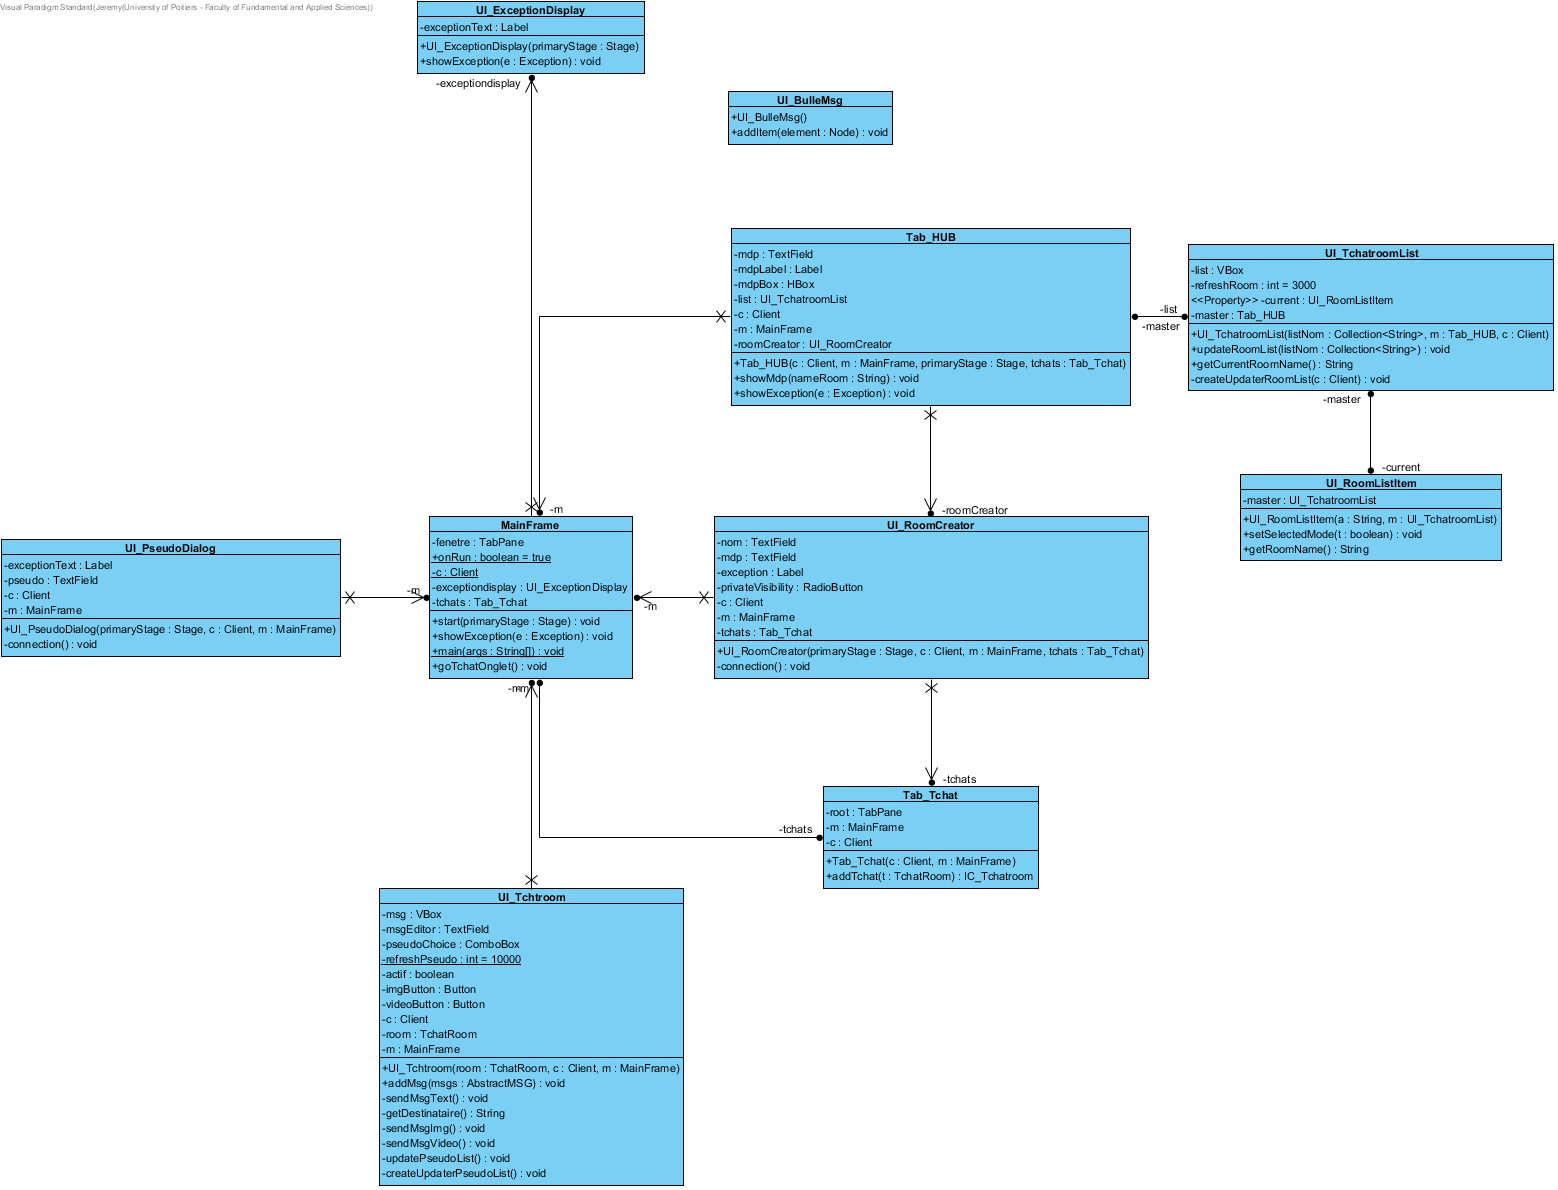 Visual Paradigm Standard(Jeremy(University of Poitiers - Faculty of Fundamental and Applied Sciences))
UI_ExceptionDisplay
-exceptionText : Label
+UI_ExceptionDisplay(primaryStage : Stage)
+showException(e : Exception) : void
-exceptiondisplay
UI_BulleMsg
+UI_BulleMsg()
+addItem(element : Node) : void
Tab_HUB
-mdp : TextField
-mdpLabel : Label
-mdpBox : HBox
-list : UI_TchatroomList
-c : Client
-m : MainFrame
-roomCreator : UI_RoomCreator
+Tab_HUB(c : Client, m : MainFrame, primaryStage : Stage, tchats : Tab_Tchat)
+showMdp(nameRoom : String) : void
+showException(e : Exception) : void
-list
-master
UI_TchatroomList
-list : VBox
-refreshRoom : int = 3000
<<Property>> -current : UI_RoomListItem
-master : Tab_HUB
+UI_TchatroomList(listNom : Collection<String>, m : Tab_HUB, c : Client)
+updateRoomList(listNom : Collection<String>) : void
+getCurrentRoomName() : String
-createUpdaterRoomList(c : Client) : void
-master
-current
UI_RoomListItem
-master : UI_TchatroomList
+UI_RoomListItem(a : String, m : UI_TchatroomList)
+setSelectedMode(t : boolean) : void
+getRoomName() : String
-m
-roomCreator
MainFrame
-fenetre : TabPane
+onRun : boolean = true
-c : Client
-exceptiondisplay : UI_ExceptionDisplay
-tchats : Tab_Tchat
+start(primaryStage : Stage) : void
+showException(e : Exception) : void
+main(args : String[]) : void
+goTchatOnglet() : void
UI_RoomCreator
-nom : TextField
-mdp : TextField
-exception : Label
-privateVisibility : RadioButton
-c : Client
-m : MainFrame
-tchats : Tab_Tchat
+UI_RoomCreator(primaryStage : Stage, c : Client, m : MainFrame, tchats : Tab_Tchat)
-connection() : void
UI_PseudoDialog
-exceptionText : Label
-pseudo : TextField
-c : Client
-m : MainFrame
+UI_PseudoDialog(primaryStage : Stage, c : Client, m : MainFrame)
-connection() : void
-m
-m
-m
-m
-tchats
-tchats
Tab_Tchat
-root : TabPane
-m : MainFrame
-c : Client
+Tab_Tchat(c : Client, m : MainFrame)
+addTchat(t : TchatRoom) : IC_Tchatroom
UI_Tchtroom
-msg : VBox
-msgEditor : TextField
-pseudoChoice : ComboBox
-refreshPseudo : int = 10000
-actif : boolean
-imgButton : Button
-videoButton : Button
-c : Client
-room : TchatRoom
-m : MainFrame
+UI_Tchtroom(room : TchatRoom, c : Client, m : MainFrame)
+addMsg(msgs : AbstractMSG) : void
-sendMsgText() : void
-getDestinataire() : String
-sendMsgImg() : void
-sendMsgVideo() : void
-updatePseudoList() : void
-createUpdaterPseudoList() : void